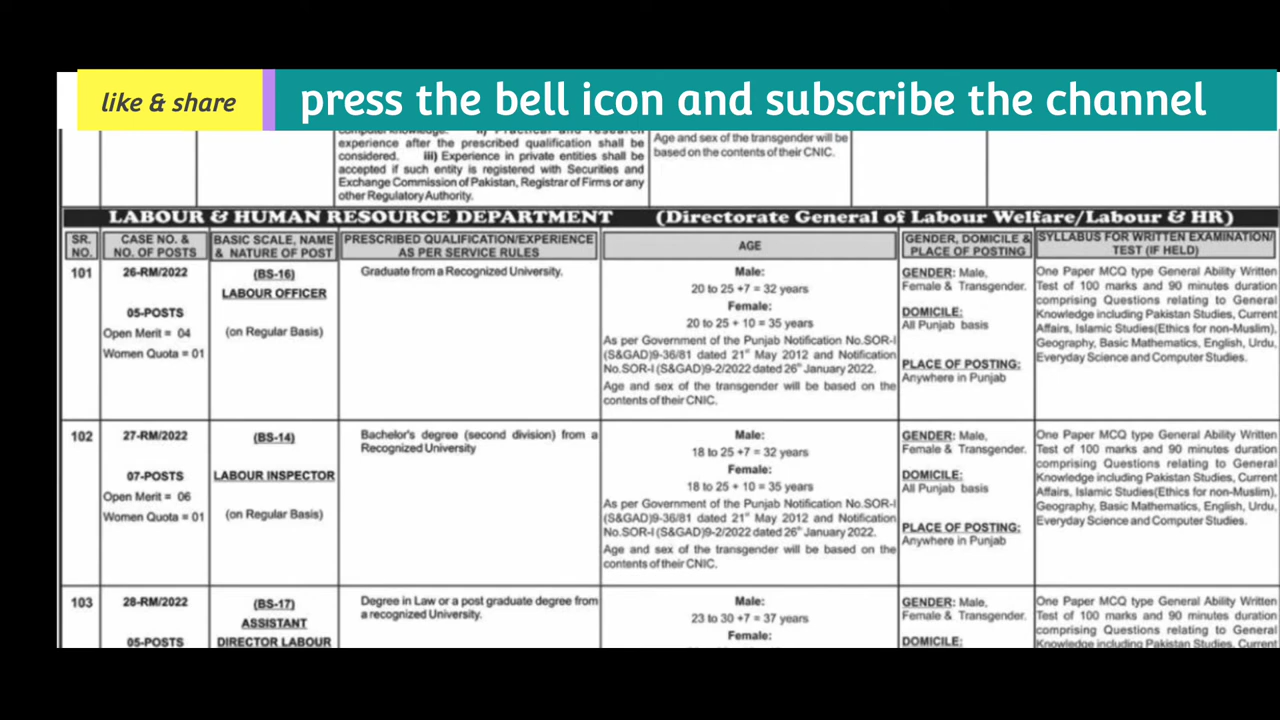 like & share
press the bell icon and subscribe the channel
computer knowledge. ii) Practical and research
experience after the prescribed qualification shall be
considered. iii) Experience in private entities shall be
accepted if such entity is registered with Securities and
Exchange Commission of Pakistan, Registrar of Firms or any
other Regulatory Authority.
Age and sex of the transgender will be
based on the contents of their CNIC.
LABOUR & HUMAN RESOURCE DEPARTMENT (Directorate General of Labour Welfare/Labour & HR)
SR.
NO.
CASE NO. &
NO. OF POSTS
BASIC SCALE, NAME
& NATURE OF POST
PRESCRIBED QUALIFICATION/EXPERIENCE
AS PER SERVICE RULES
AGE
GENDER, DOMICILE &
PLACE OF POSTING
SYLLABUS FOR WRITTEN EXAMINATION/
TEST (IF HELD)
101
26-RM/2022
05-POSTS
Open Merit = 04
Women Quota = 01
(BS-16)
LABOUR OFFICER
(on Regular Basis)
Graduate from a Recognized University.
Male:
20 to 25 +7 = 32 years
Female:
20 to 25 + 10 = 35 years
As per Government of the Punjab Notification No.SOR-I
(S&GAD)9-36/81 dated 21st May 2012 and Notification
No.SOR-I (S&GAD)9-2/2022 dated 26th January 2022.
Age and sex of the transgender will be based on the
contents of their CNIC.
GENDER: Male,
Female & Transgender.
DOMICILE:
All Punjab basis
PLACE OF POSTING:
Anywhere in Punjab
One Paper MCQ type General Ability Written
Test of 100 marks and 90 minutes duration
comprising Questions relating to General
Knowledge including Pakistan Studies, Current
Affairs, Islamic Studies(Ethics for non-Muslim),
Geography, Basic Mathematics, English, Urdu,
Everyday Science and Computer Studies.
102
27-RM/2022
07-POSTS
Open Merit = 06
Women Quota = 01
(BS-14)
LABOUR INSPECTOR
(on Regular Basis)
Bachelor's degree (second division) from a
Recognized University
Male:
18 to 25 +7 = 32 years
Female:
18 to 25 + 10 = 35 years
As per Government of the Punjab Notification No.SOR-I
(S&GAD)9-36/81 dated 21st May 2012 and Notification
No.SOR-I (S&GAD)9-2/2022 dated 26th January 2022.
Age and sex of the transgender will be based on the
contents of their CNIC.
GENDER: Male,
Female & Transgender.
DOMICILE:
All Punjab basis
PLACE OF POSTING:
Anywhere in Punjab
One Paper MCQ type General Ability Written
Test of 100 marks and 90 minutes duration
comprising Questions relating to General
Knowledge including Pakistan Studies, Current
Affairs, Islamic Studies(Ethics for non-Muslim),
Geography, Basic Mathematics, English, Urdu,
Everyday Science and Computer Studies.
103
28-RM/2022
05-POSTS
(BS-17)
ASSISTANT
DIRECTOR LABOUR
Degree in Law or a post graduate degree from
a recognized University.
Male:
23 to 30 +7 = 37 years
Female:
GENDER: Male,
Female & Transgender.
DOMICILE:
One Paper MCQ type General Ability Written
Test of 100 marks and 90 minutes duration
comprising Questions relating to General
Knowledge including Pakistan Studies, Current